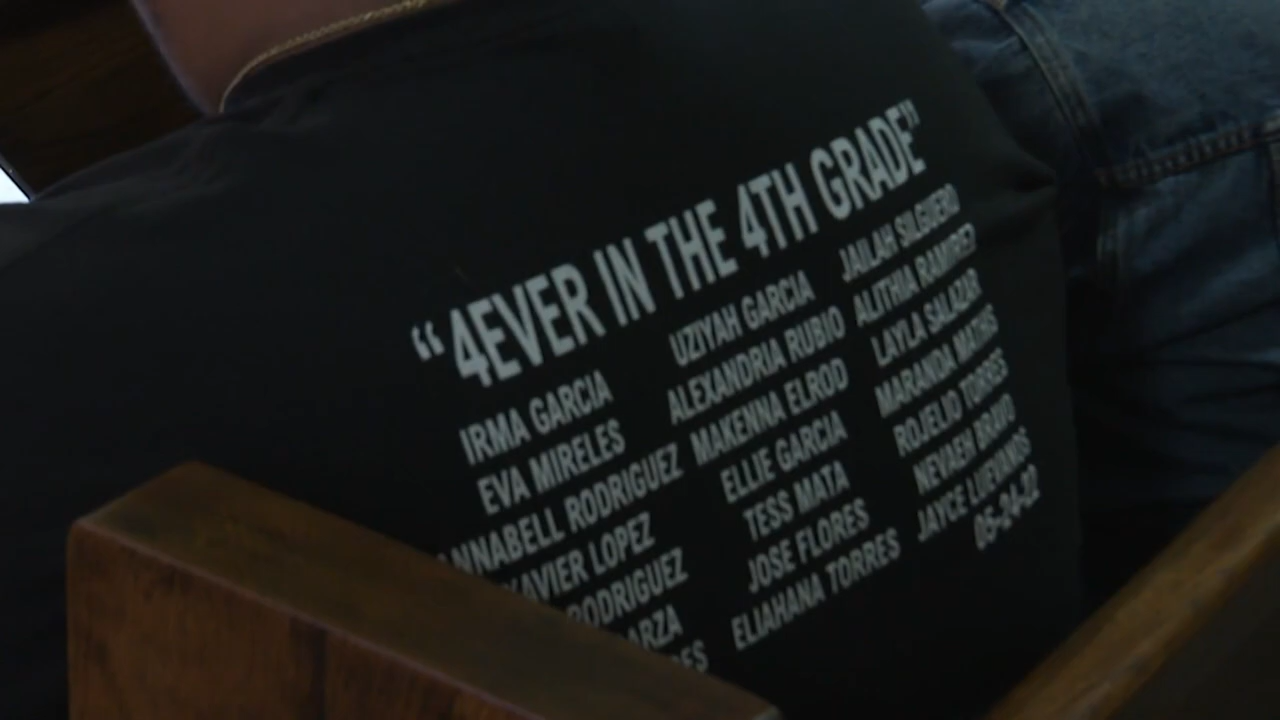 “4EVER IN THE 4TH GRADE”
IRMA GARCIA
EVA MIRELES
ANNABELL RODRIGUEZ
XAVIER LOPEZ
RODRIGUEZ
UZIYAH GARCIA
ALEXANDRIA RUBIO
MAKENNA ELROD
ELLIE GARCIA
TESS MATA
JOSE FLORES
ELIAHANA TORRES
JAILAH SILGUERO
ALITHIA RAMIREZ
LAYLA SALAZAR
MARANDA MATHIS
ROJELIO TORRES
NEVAEH BRAVO
JAYCE LUEVANOS
05-24-22